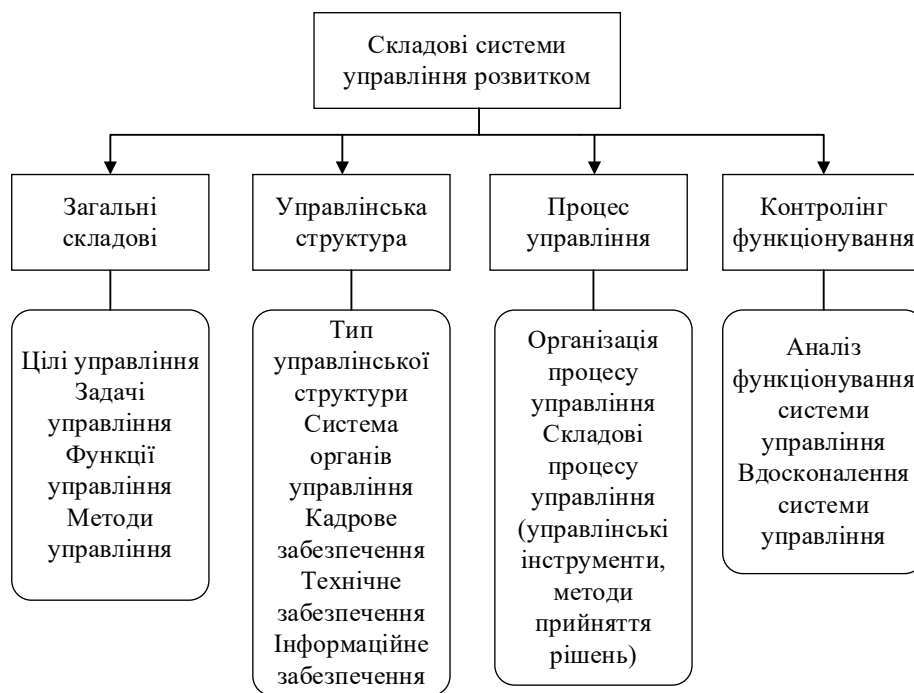 Складові системи
управління розвитком
Загальні
складові
Управлінська
структура
Процес
управління
Контролінг
функціонування
Цілі управління
Задачі
управління
Функції
управління
Методи
управління
Тип
управлінської
структури
Система
органів
управління
Кадрове
забезпечення
Технічне
забезпечення
Інформаційне
забезпечення
Організація
процесу
управління
Складові
процесу
управління
(управлінські
інструменти,
методи
прийняття
рішень)
Аналіз
функціонування
системи
управління
Вдосконалення
системи
управління